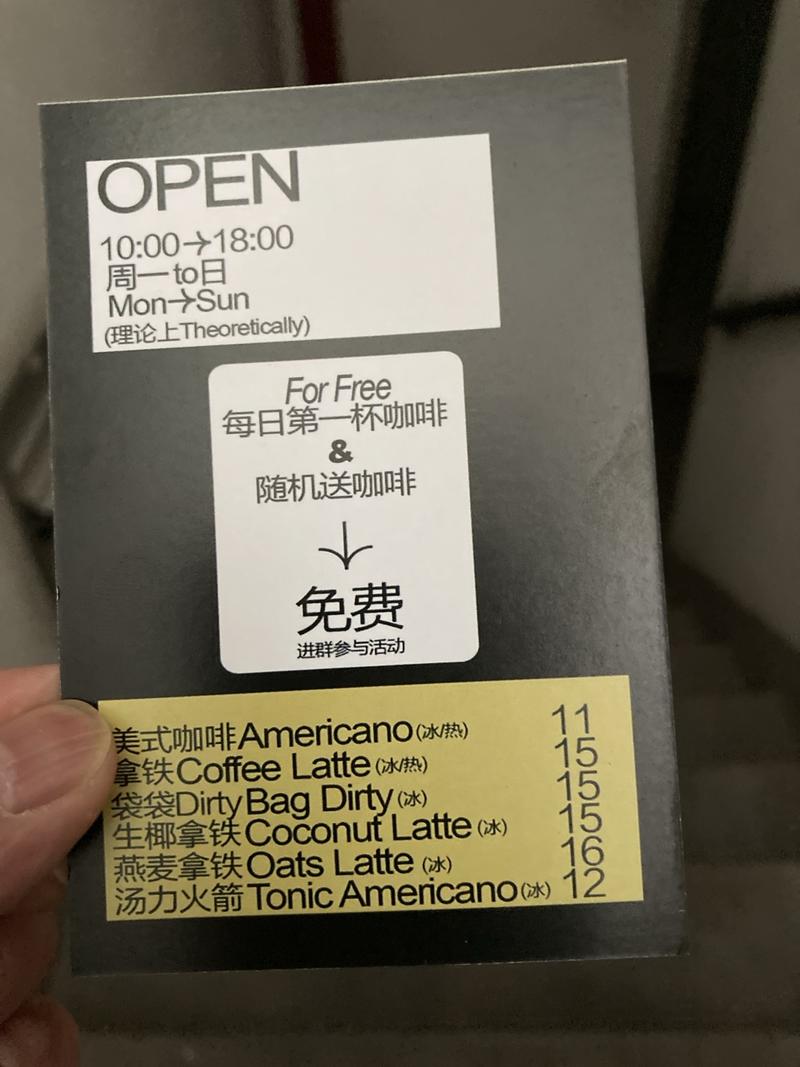 OPEN
10:00→18:00
周一to日
Mon→Sun
(理论上Theoretically)
For Free
每日第一杯咖啡
&
随机送咖啡
↓
免费
进群参与活动
美式咖啡Americano(冰/热) 11
拿铁Coffee Latte(冰/热) 15
袋袋Dirty Bag Dirty(冰) 15
生椰拿铁Coconut Latte(冰) 15
燕麦拿铁Oats Latte(冰) 16
汤力火箭Tonic Americano(冰) 12